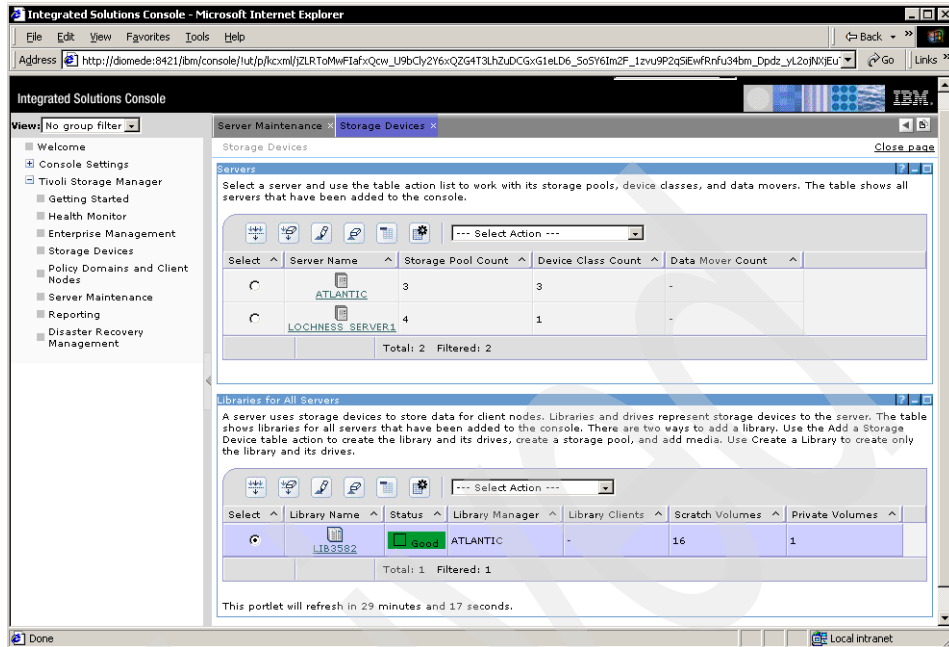 Integrated Solutions Console - Microsoft Internet Explorer
File Edit View Favorites Tools Help
Back »
Address http://diomede:8421/ibm/console/!ut/p/kcxml/jZLRToMwFIafxQcw_U9bCly2Y6xQZG4T3LhZuDCGxG1eLD6_SoSY6Im2F_1zvu9P2qSiEwfRnfu34bm_Dpdz_yL2ojNXjEu Go Links »
Integrated Solutions Console
IBM.
View: No group filter
Server Maintenance × Storage Devices ×
Welcome
Console Settings
Tivoli Storage Manager
Getting Started
Health Monitor
Enterprise Management
Storage Devices
Policy Domains and Client
Nodes
Server Maintenance
Reporting
Disaster Recovery
Management
Storage Devices Close page
Servers
Select a server and use the table action list to work with its storage pools, device classes, and data movers. The table shows all
servers that have been added to the console.
--- Select Action ---
Select ^ Server Name ^ Storage Pool Count ^ Device Class Count ^ Data Mover Count ^
ATLANTIC 3 3 -
LOCHNESS_SERVER1 4 1 -
Total: 2 Filtered: 2
Libraries for All Servers
A server uses storage devices to store data for client nodes. Libraries and drives represent storage devices to the server. The table
shows libraries for all servers that have been added to the console. There are two ways to add a library. Use the Add a Storage
Device table action to create the library and its drives, create a storage pool, and add media. Use Create a Library to create only
the library and its drives.
--- Select Action ---
Select ^ Library Name ^ Status ^ Library Manager ^ Library Clients ^ Scratch Volumes ^ Private Volumes ^
LIB3582 Good ATLANTIC - 16 1
Total: 1 Filtered: 1
This portlet will refresh in 29 minutes and 17 seconds.
Done Local intranet